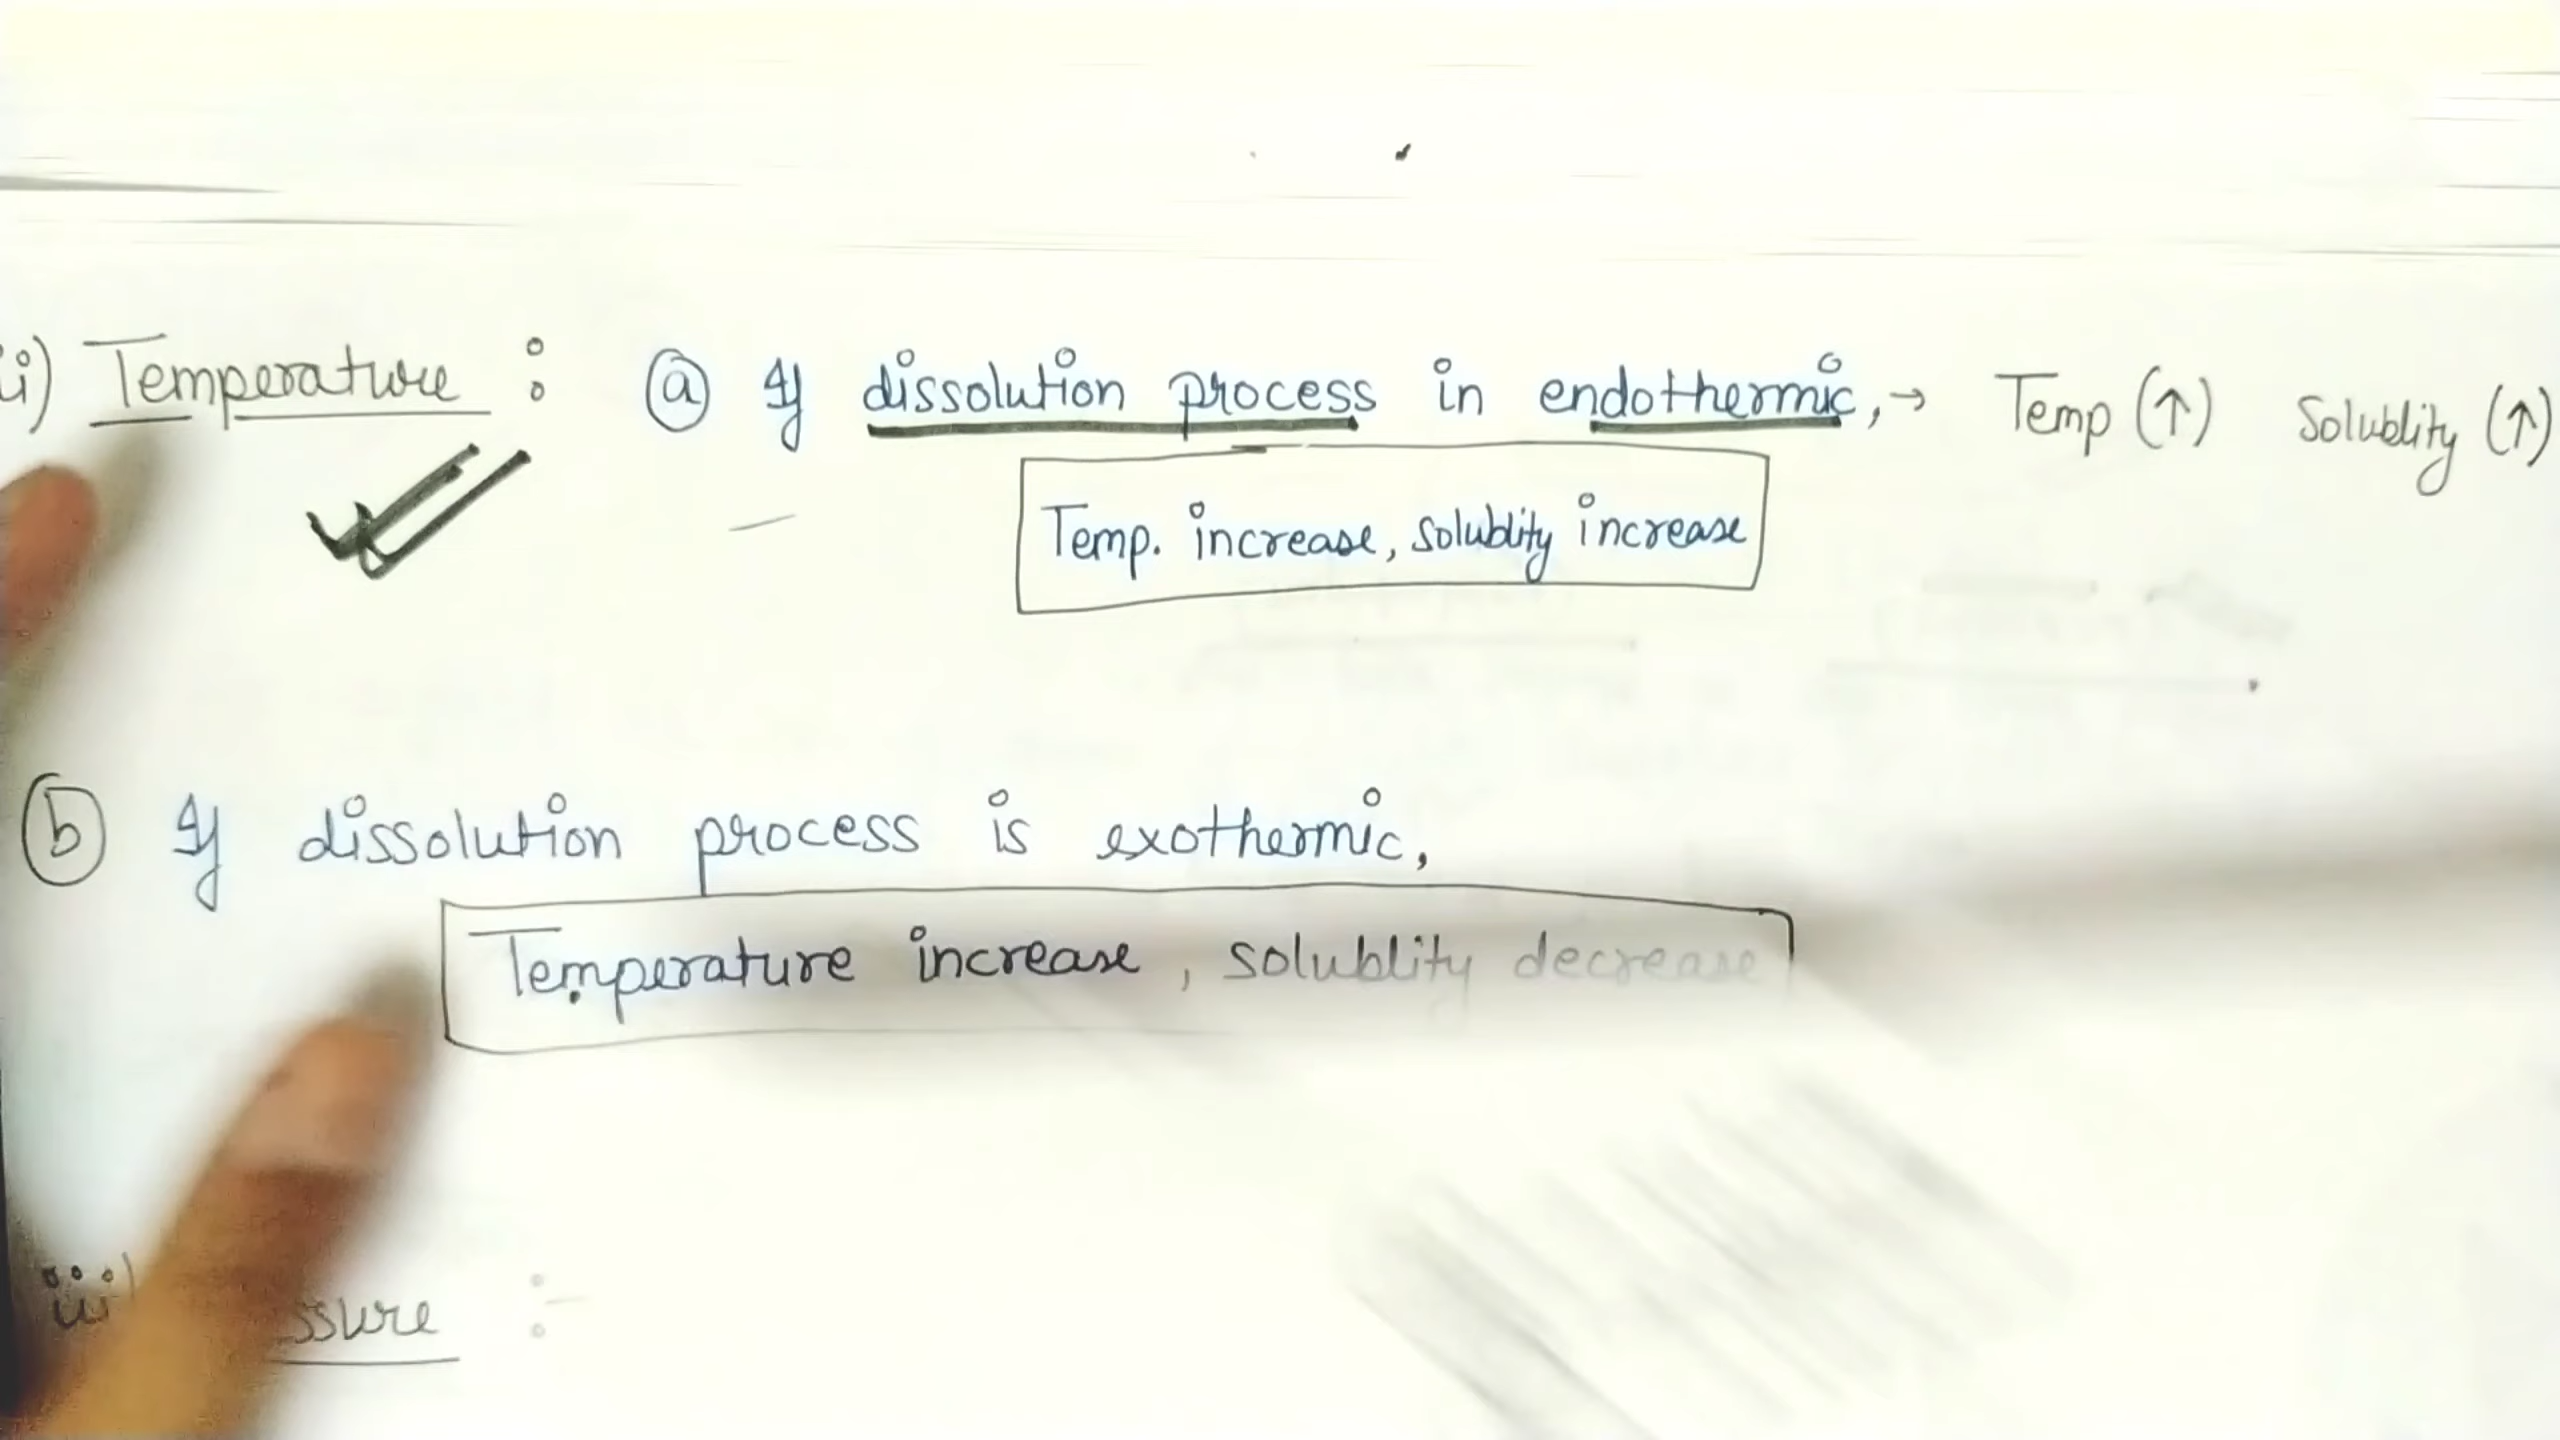 ii) Temperature : ⓐ If dissolution process in endothermic, → Temp (↑) Solublity (↑)
Temp. increase, solublity increase
ⓑ If dissolution process is exothermic,
Temperature increase, solublity decrease
iii) ssure :-